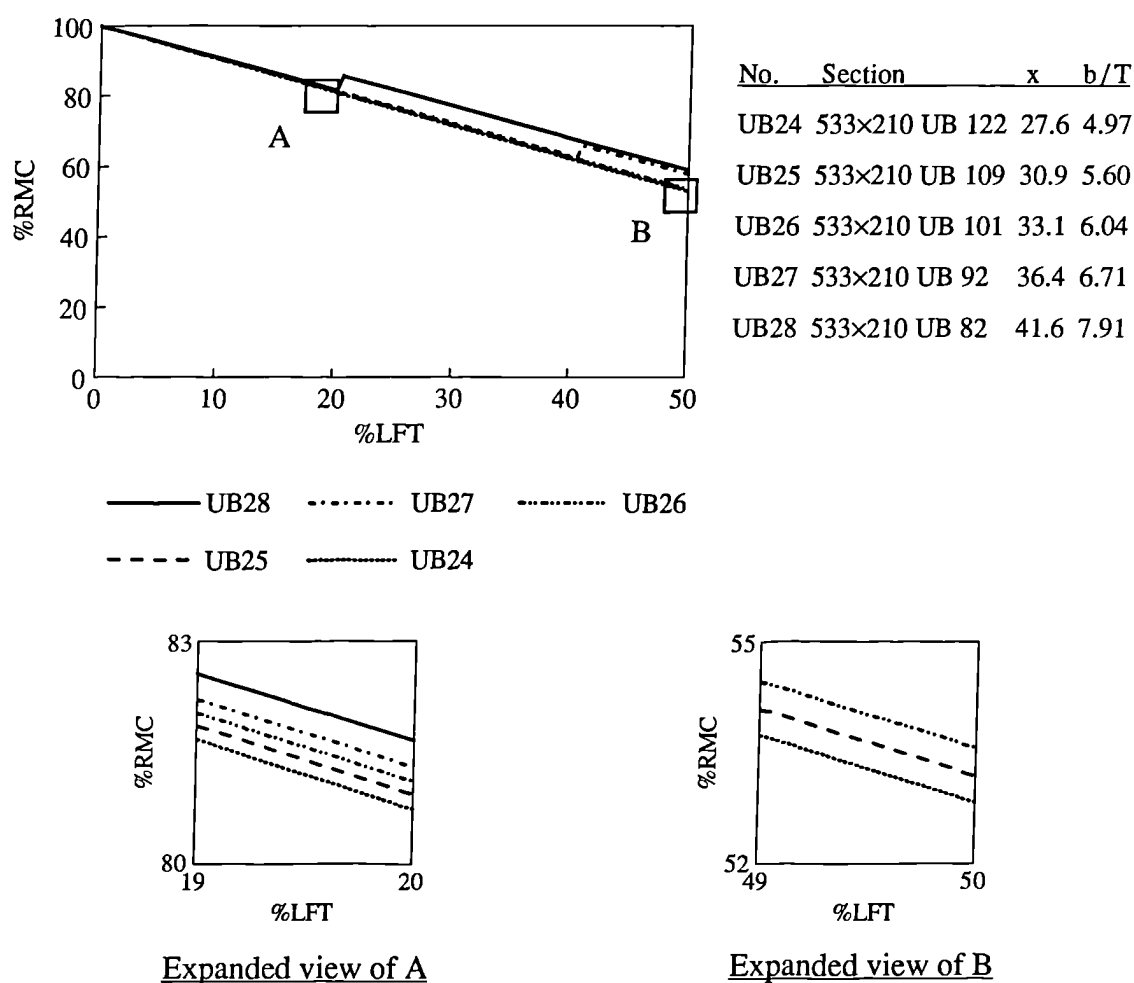 100
80
60
40
20
0
%RMC
A
B
0 10 20 30 40 50
%LFT
No. Section x b/T
UB24 533×210 UB 122 27.6 4.97
UB25 533×210 UB 109 30.9 5.60
UB26 533×210 UB 101 33.1 6.04
UB27 533×210 UB 92 36.4 6.71
UB28 533×210 UB 82 41.6 7.91
UB28 UB27 UB26
UB25 UB24
83
%RMC
80
19 20
%LFT
Expanded view of A
55
%RMC
52
49 50
%LFT
Expanded view of B